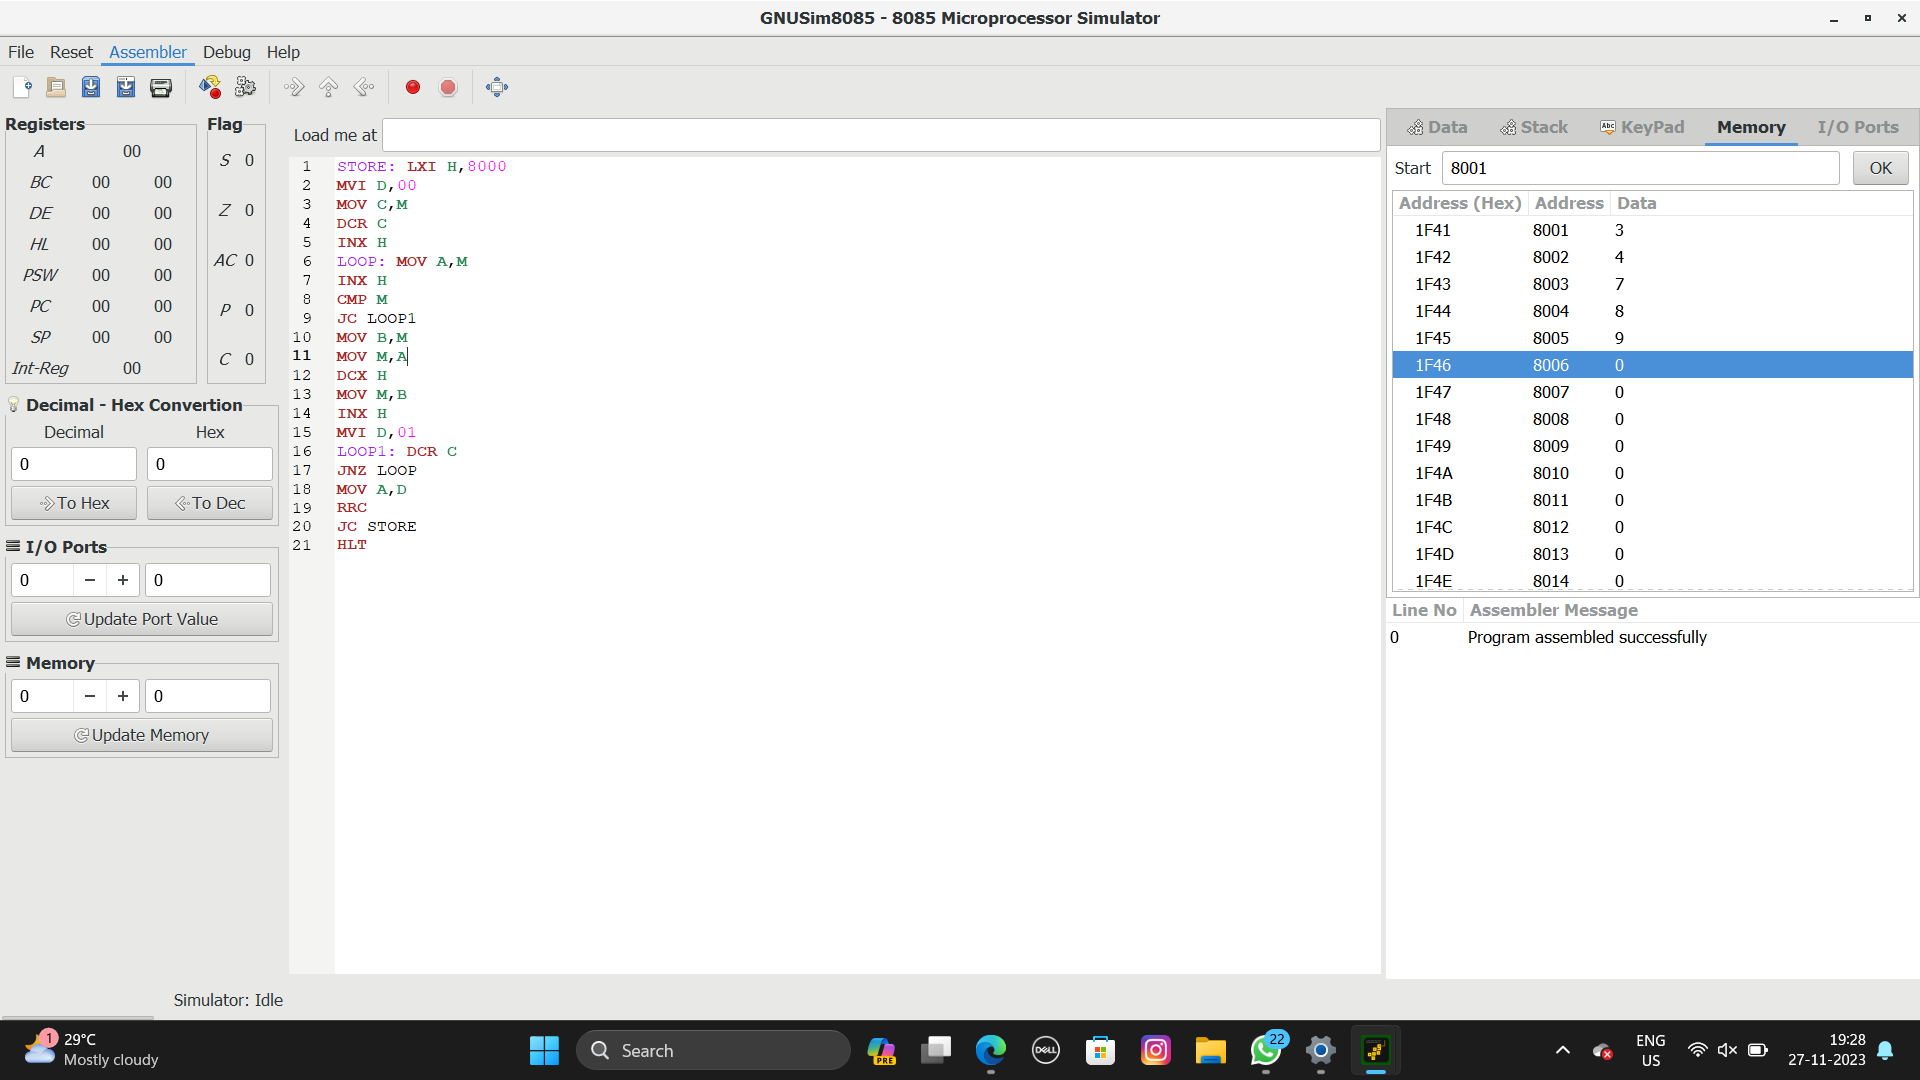 GNUSim8085 - 8085 Microprocessor Simulator
File Reset Assembler Debug Help
Registers
A 00
BC 00 00
DE 00 00
HL 00 00
PSW 00 00
PC 00 00
SP 00 00
Int-Reg 00
Flag
S 0
Z 0
AC 0
P 0
C 0
Decimal - Hex Convertion
Decimal Hex
0 0
To Hex To Dec
I/O Ports
0 − + 0
Update Port Value
Memory
0 − + 0
Update Memory
Load me at
1 STORE: LXI H,8000
2 MVI D,00
3 MOV C,M
4 DCR C
5 INX H
6 LOOP: MOV A,M
7 INX H
8 CMP M
9 JC LOOP1
10 MOV B,M
11 MOV M,A
12 DCX H
13 MOV M,B
14 INX H
15 MVI D,01
16 LOOP1: DCR C
17 JNZ LOOP
18 MOV A,D
19 RRC
20 JC STORE
21 HLT
Data Stack Abc KeyPad Memory I/O Ports
Start 8001 OK
Address (Hex) Address Data
1F41 8001 3
1F42 8002 4
1F43 8003 7
1F44 8004 8
1F45 8005 9
1F46 8006 0
1F47 8007 0
1F48 8008 0
1F49 8009 0
1F4A 8010 0
1F4B 8011 0
1F4C 8012 0
1F4D 8013 0
1F4E 8014 0
Line No Assembler Message
0 Program assembled successfully
Simulator: Idle
1
29°C
Mostly cloudy
Search
PRE
DELL
22
ENG
US
19:28
27-11-2023